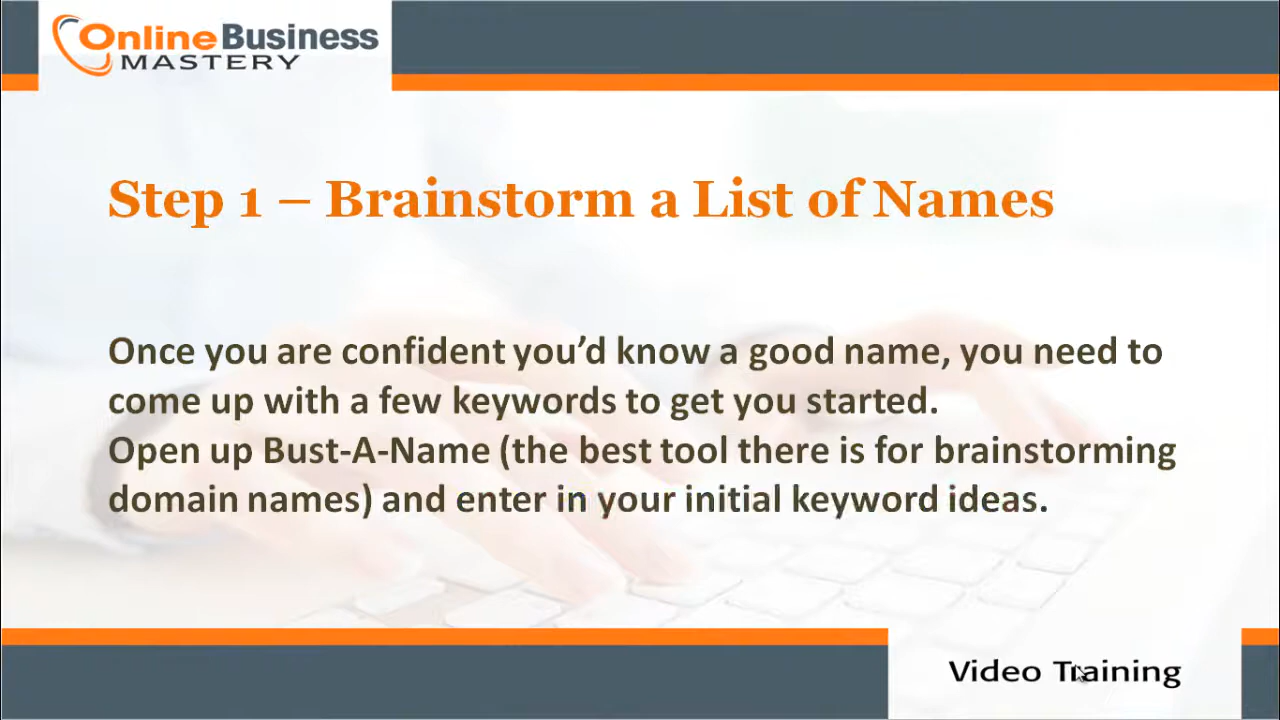 Online Business
MASTERY
Step 1 – Brainstorm a List of Names
Once you are confident you’d know a good name, you need to
come up with a few keywords to get you started.
Open up Bust-A-Name (the best tool there is for brainstorming
domain names) and enter in your initial keyword ideas.
Video Training